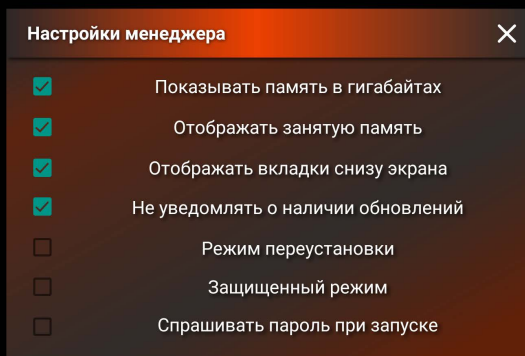 Настройки менеджера
Показывать память в гигабайтах
Отображать занятую память
Отображать вкладки снизу экрана
Не уведомлять о наличии обновлений
Режим переустановки
Защищенный режим
Спрашивать пароль при запуске